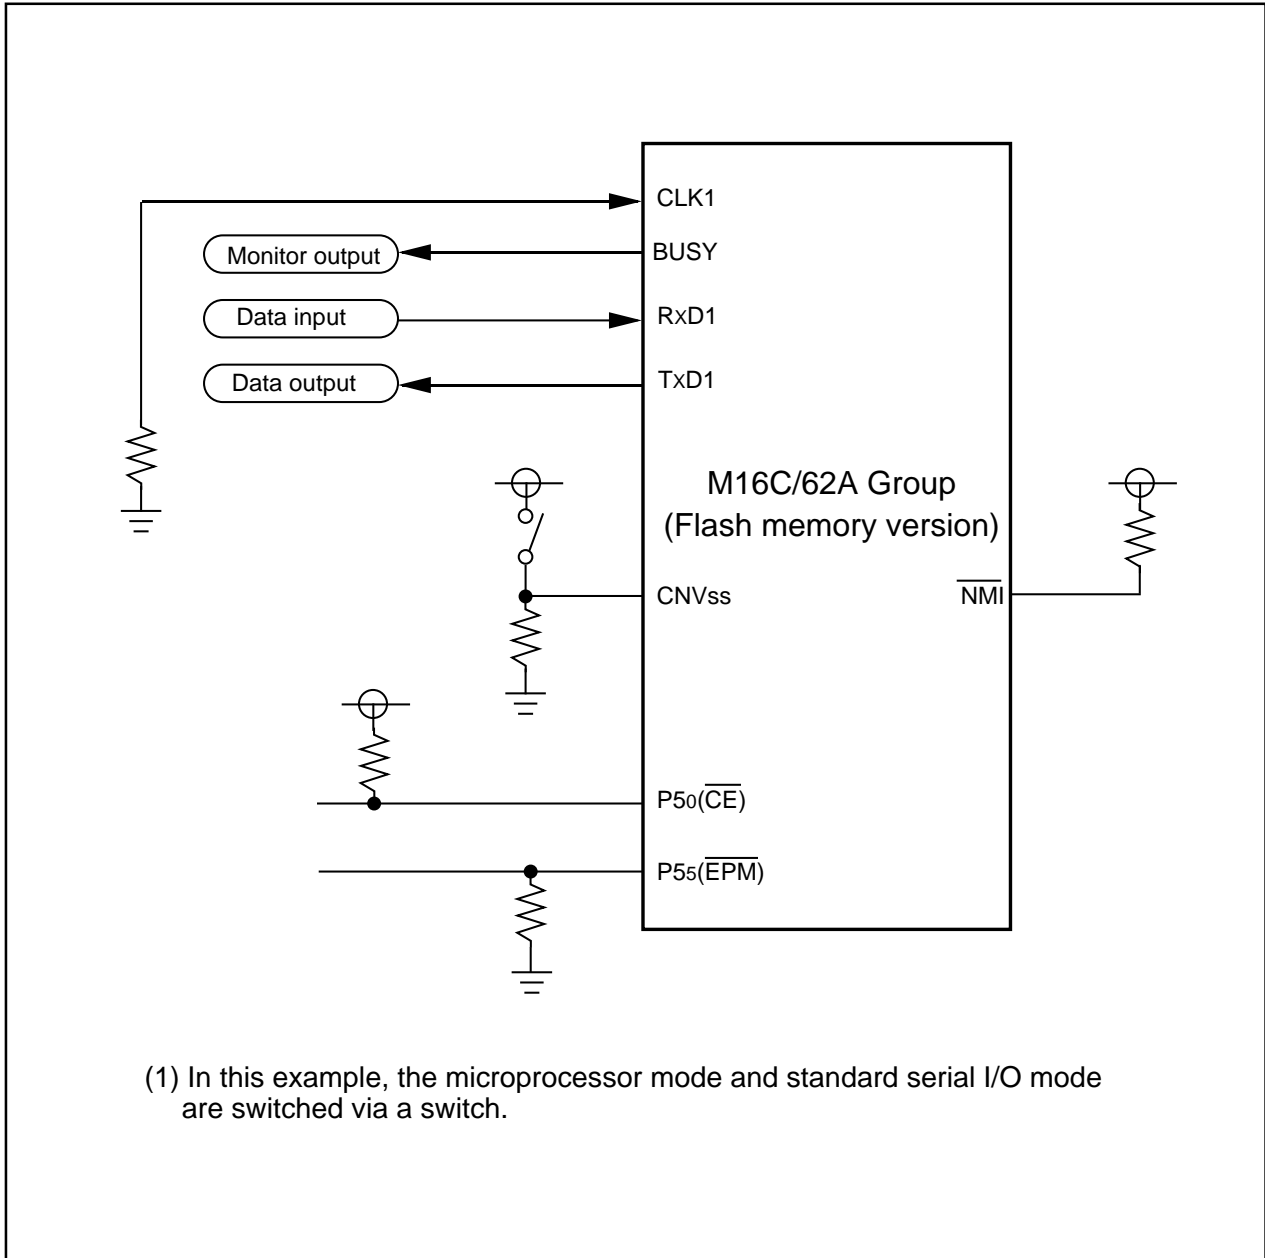 CLK1
Monitor output
BUSY
Data input
RxD1
Data output
TxD1
M16C/62A Group
(Flash memory version)
CNVss
NMI
P50(CE)
P55(EPM)
(1) In this example, the microprocessor mode and standard serial I/O mode
are switched via a switch.